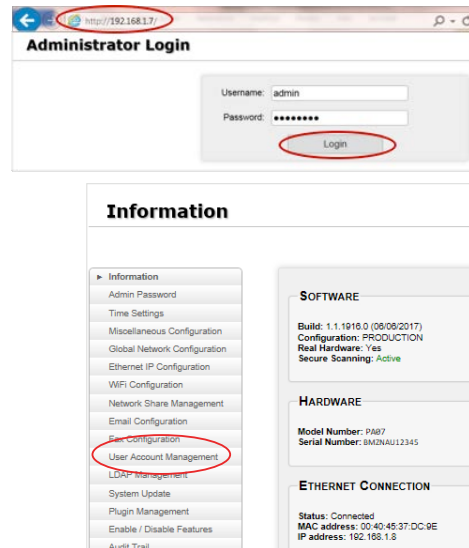 http://192.168.1.7/
Administrator Login
Username: admin
Password: ••••••••
Login
Information
Information
Admin Password
Time Settings
Miscellaneous Configuration
Global Network Configuration
Ethernet IP Configuration
WiFi Configuration
Network Share Management
Email Configuration
Fax Configuration
User Account Management
LDAP Management
System Update
Plugin Management
Enable / Disable Features
Audit Trail
SOFTWARE
Build: 1.1.1916.0 (06/06/2017)
Configuration: PRODUCTION
Real Hardware: Yes
Secure Scanning: Active
HARDWARE
Model Number: PA07
Serial Number: BMZNAU12345
ETHERNET CONNECTION
Status: Connected
MAC address: 00:40:45:37:DC:9E
IP address: 192.168.1.8